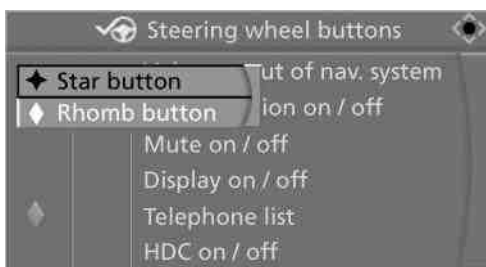 Steering wheel buttons
Star button
ut of nav. system
Rhomb button
ion on / off
Mute on / off
Display on / off
Telephone list
HDC on / off